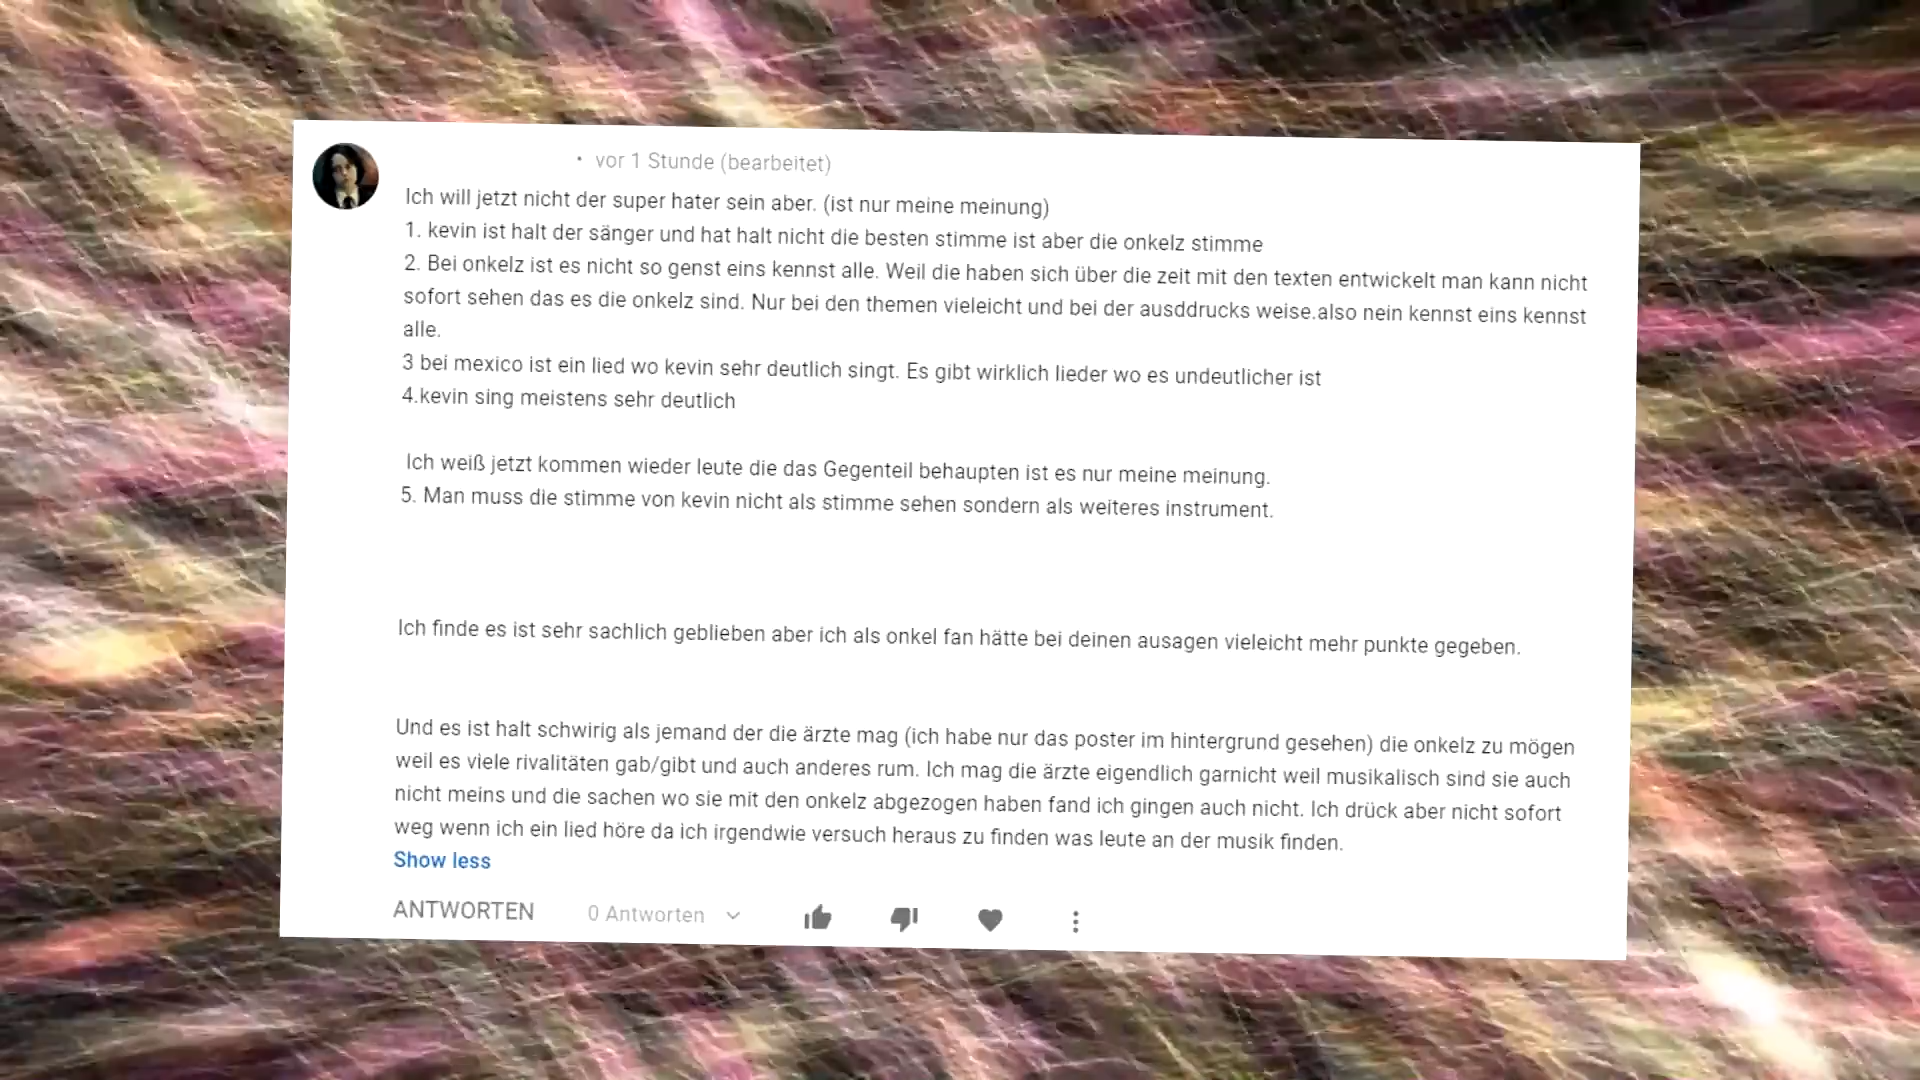 • vor 1 Stunde (bearbeitet)
Ich will jetzt nicht der super hater sein aber. (ist nur meine meinung)
1. kevin ist halt der sänger und hat halt nicht die besten stimme ist aber die onkelz stimme
2. Bei onkelz ist es nicht so genst eins kennst alle. Weil die haben sich über die zeit mit den texten entwickelt man kann nicht
sofort sehen das es die onkelz sind. Nur bei den themen vieleicht und bei der ausddrucks weise.also nein kennst eins kennst
alle.
3 bei mexico ist ein lied wo kevin sehr deutlich singt. Es gibt wirklich lieder wo es undeutlicher ist
4.kevin sing meistens sehr deutlich
Ich weiß jetzt kommen wieder leute die das Gegenteil behaupten ist es nur meine meinung.
5. Man muss die stimme von kevin nicht als stimme sehen sondern als weiteres instrument.
Ich finde es ist sehr sachlich geblieben aber ich als onkel fan hätte bei deinen ausagen vieleicht mehr punkte gegeben.
Und es ist halt schwirig als jemand der die ärzte mag (ich habe nur das poster im hintergrund gesehen) die onkelz zu mögen
weil es viele rivalitäten gab/gibt und auch anderes rum. Ich mag die ärzte eigendlich garnicht weil musikalisch sind sie auch
nicht meins und die sachen wo sie mit den onkelz abgezogen haben fand ich gingen auch nicht. Ich drück aber nicht sofort
weg wenn ich ein lied höre da ich irgendwie versuch heraus zu finden was leute an der musik finden.
Show less
ANTWORTEN 0 Antworten